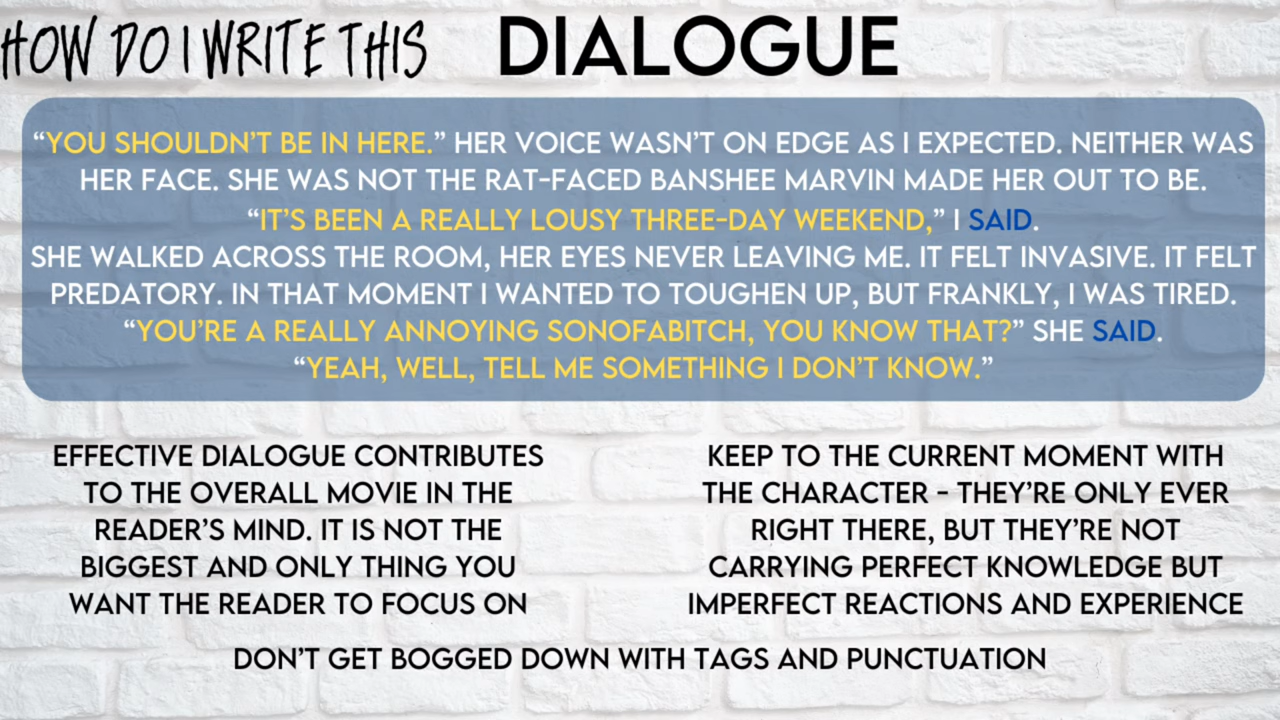 HOW DO I WRITE THIS DIALOGUE
“YOU SHOULDN’T BE IN HERE.” HER VOICE WASN’T ON EDGE AS I EXPECTED. NEITHER WAS
HER FACE. SHE WAS NOT THE RAT-FACED BANSHEE MARVIN MADE HER OUT TO BE.
“IT’S BEEN A REALLY LOUSY THREE-DAY WEEKEND,” I SAID.
SHE WALKED ACROSS THE ROOM, HER EYES NEVER LEAVING ME. IT FELT INVASIVE. IT FELT
PREDATORY. IN THAT MOMENT I WANTED TO TOUGHEN UP, BUT FRANKLY, I WAS TIRED.
“YOU’RE A REALLY ANNOYING SONOFABITCH, YOU KNOW THAT?” SHE SAID.
“YEAH, WELL, TELL ME SOMETHING I DON’T KNOW.”
EFFECTIVE DIALOGUE CONTRIBUTES
TO THE OVERALL MOVIE IN THE
READER’S MIND. IT IS NOT THE
BIGGEST AND ONLY THING YOU
WANT THE READER TO FOCUS ON
KEEP TO THE CURRENT MOMENT WITH
THE CHARACTER - THEY’RE ONLY EVER
RIGHT THERE, BUT THEY’RE NOT
CARRYING PERFECT KNOWLEDGE BUT
IMPERFECT REACTIONS AND EXPERIENCE
DON’T GET BOGGED DOWN WITH TAGS AND PUNCTUATION